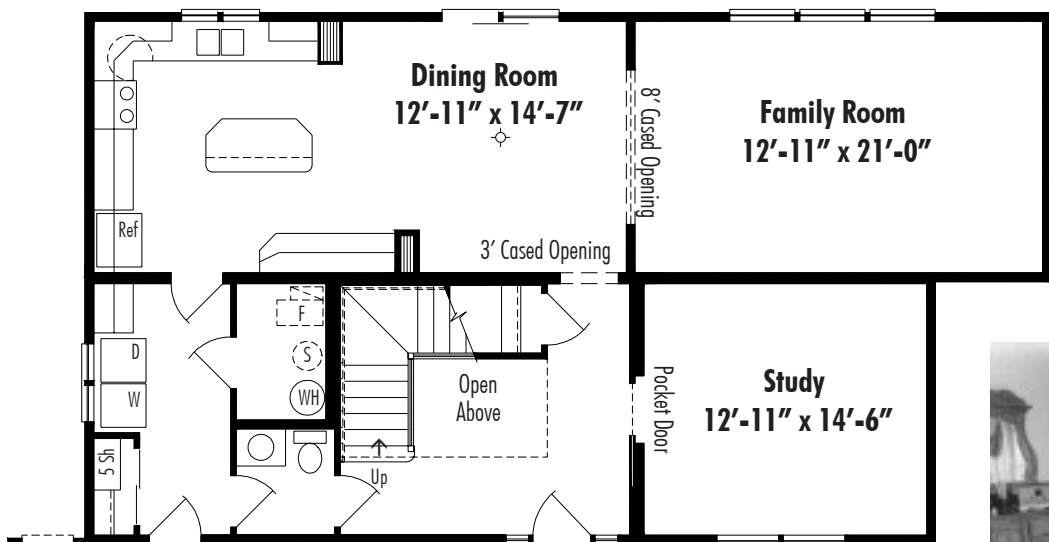 Dining Room
12’-11” x 14’-7”
8’ Cased Opening
Family Room
12’-11” x 21’-0”
Ref
3’ Cased Opening
F
S
WH
D
W
5 Sh
Open
Above
Up
Pocket Door
Study
12’-11” x 14’-6”